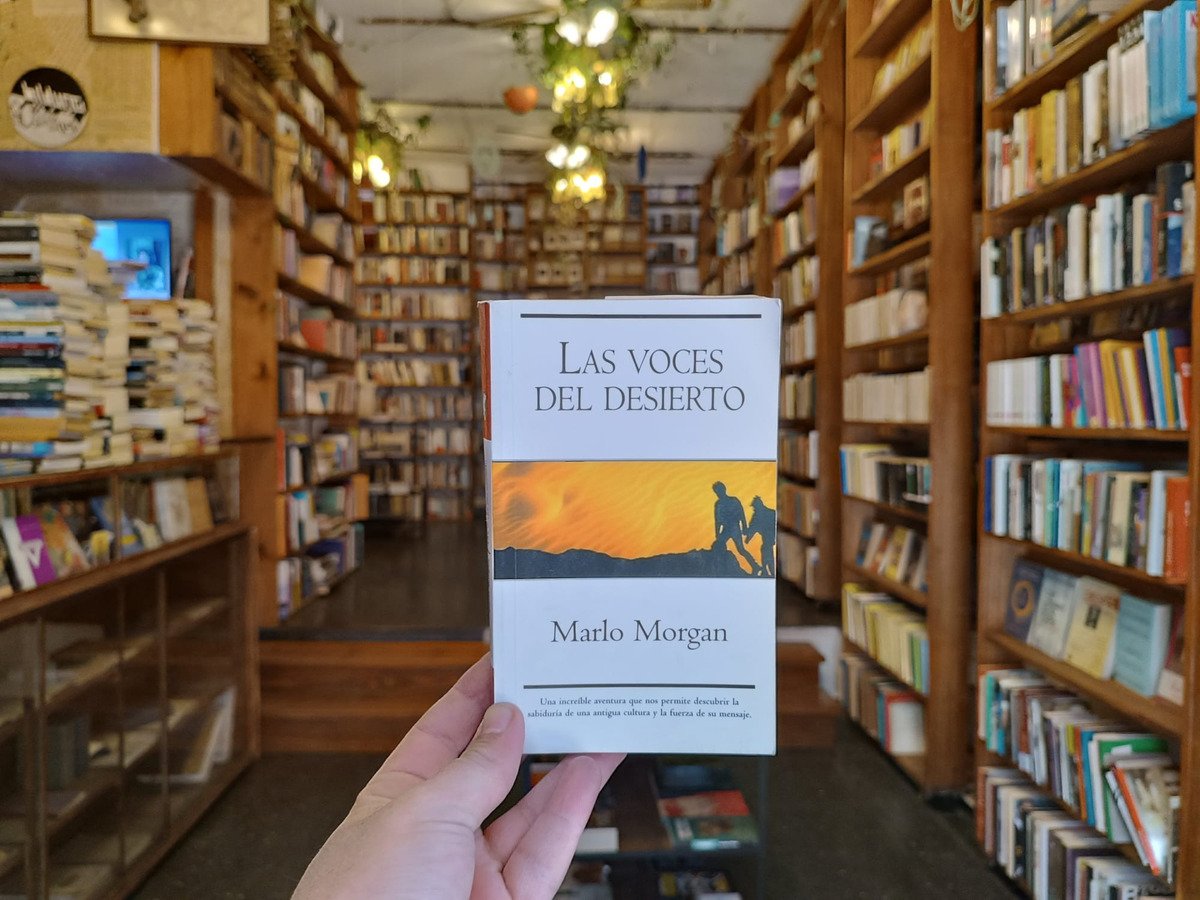 LAS VOCES
DEL DESIERTO
Marlo Morgan
Una increíble aventura que nos permite descubrir la
sabiduría de una antigua cultura y la fuerza de su mensaje.